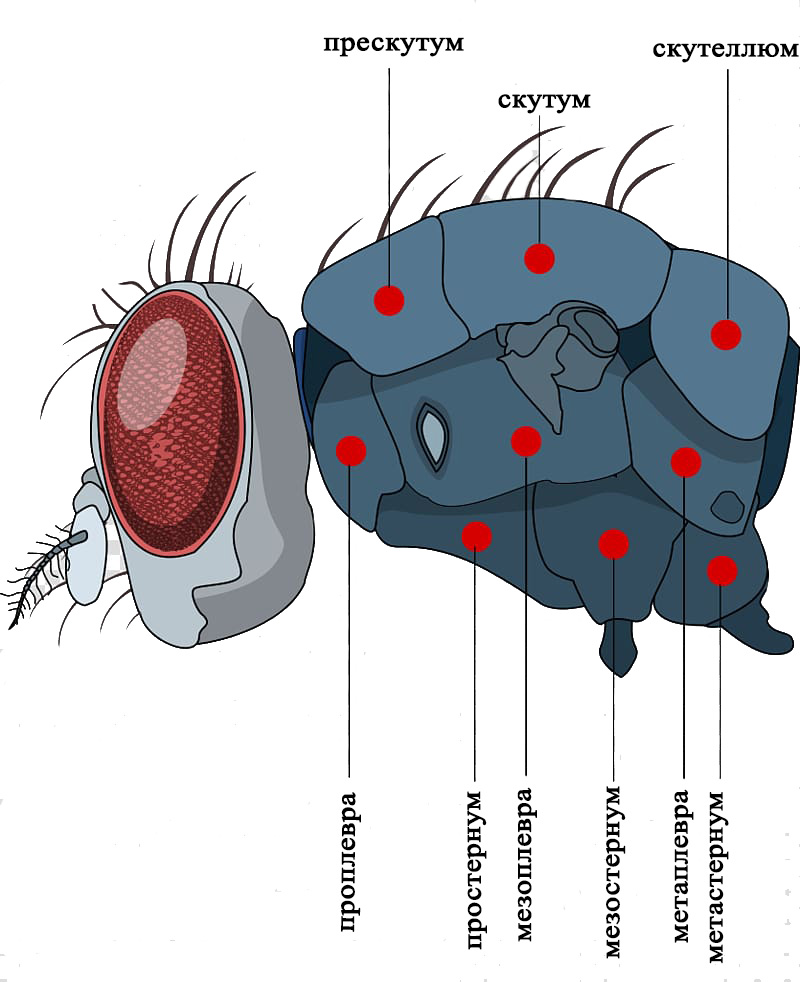 прескутум
скутеллюм
скутум
проплевра
простернум
мезоплевра
мезостернум
метаплевра
метастернум